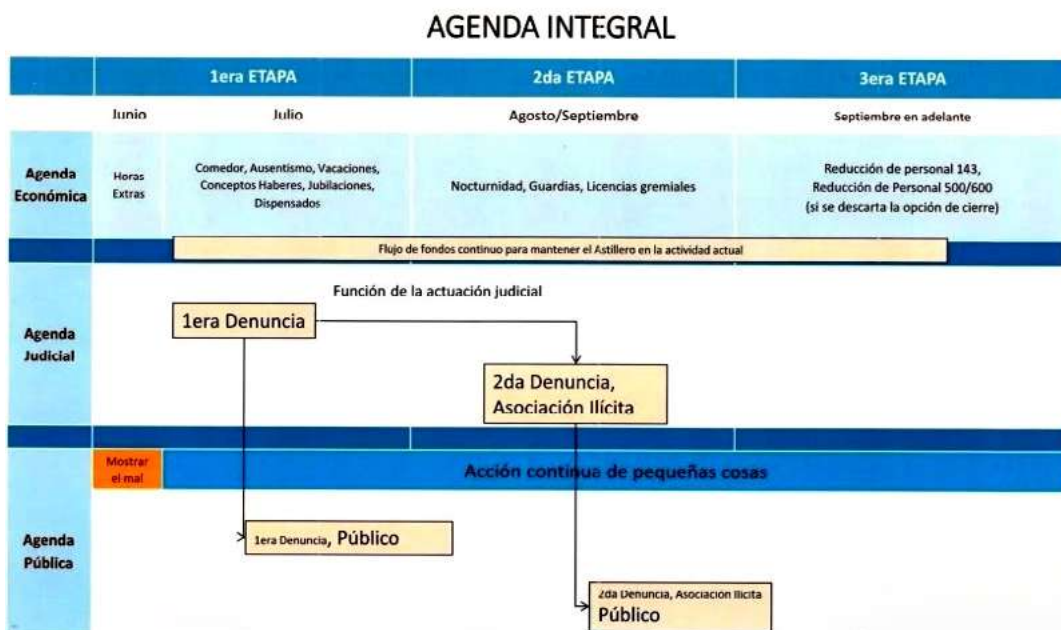 AGENDA INTEGRAL
1era ETAPA
2da ETAPA
3era ETAPA
Junio
Julio
Agosto/Septiembre
Septiembre en adelante
Agenda
Económica
Horas
Extras
Comedor, Ausentismo, Vacaciones,
Conceptos Haberes, Jubilaciones,
Dispensados
Nocturnidad, Guardias, Licencias gremiales
Reducción de personal 143,
Reducción de Personal 500/600
(si se descarta la opción de cierre)
Flujo de fondos continuo para mantener el Astillero en la actividad actual
Agenda
Judicial
Función de la actuación judicial
1era Denuncia
2da Denuncia,
Asociación Ilícita
Agenda
Pública
Mostrar
el mal
Acción continua de pequeñas cosas
1era Denuncia, Público
2da Denuncia, Asociación Ilícita
Público